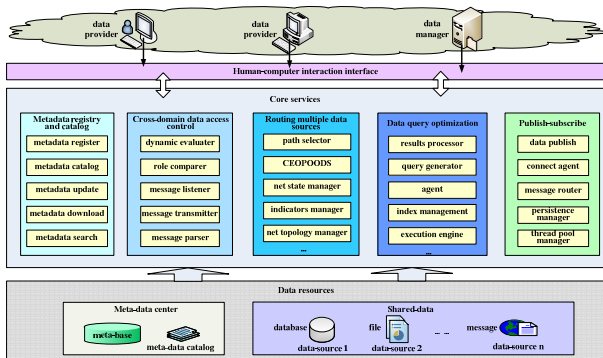 data provider
data provider
data manager
Human-computer interaction interface
Core services
Metadata registry and catalog
metadata register
metadata catalog
metadata update
metadata download
metadata search
Cross-domain data access control
dynamic evaluater
role comparer
message listener
message transmitter
message parser
Routing multiple data sources
path selector
CEOPOODS
net state manager
indicators manager
net topology manager
...
Data query optimization
results processor
query generator
agent
index management
execution engine
...
Publish-subscribe
data publish
connect agent
message router
persistence manager
thread pool manager
Data resources
Meta-data center
meta-base
meta-data catalog
Shared-data
database
data-source 1
file
data-source 2
... ...
message
data-source n